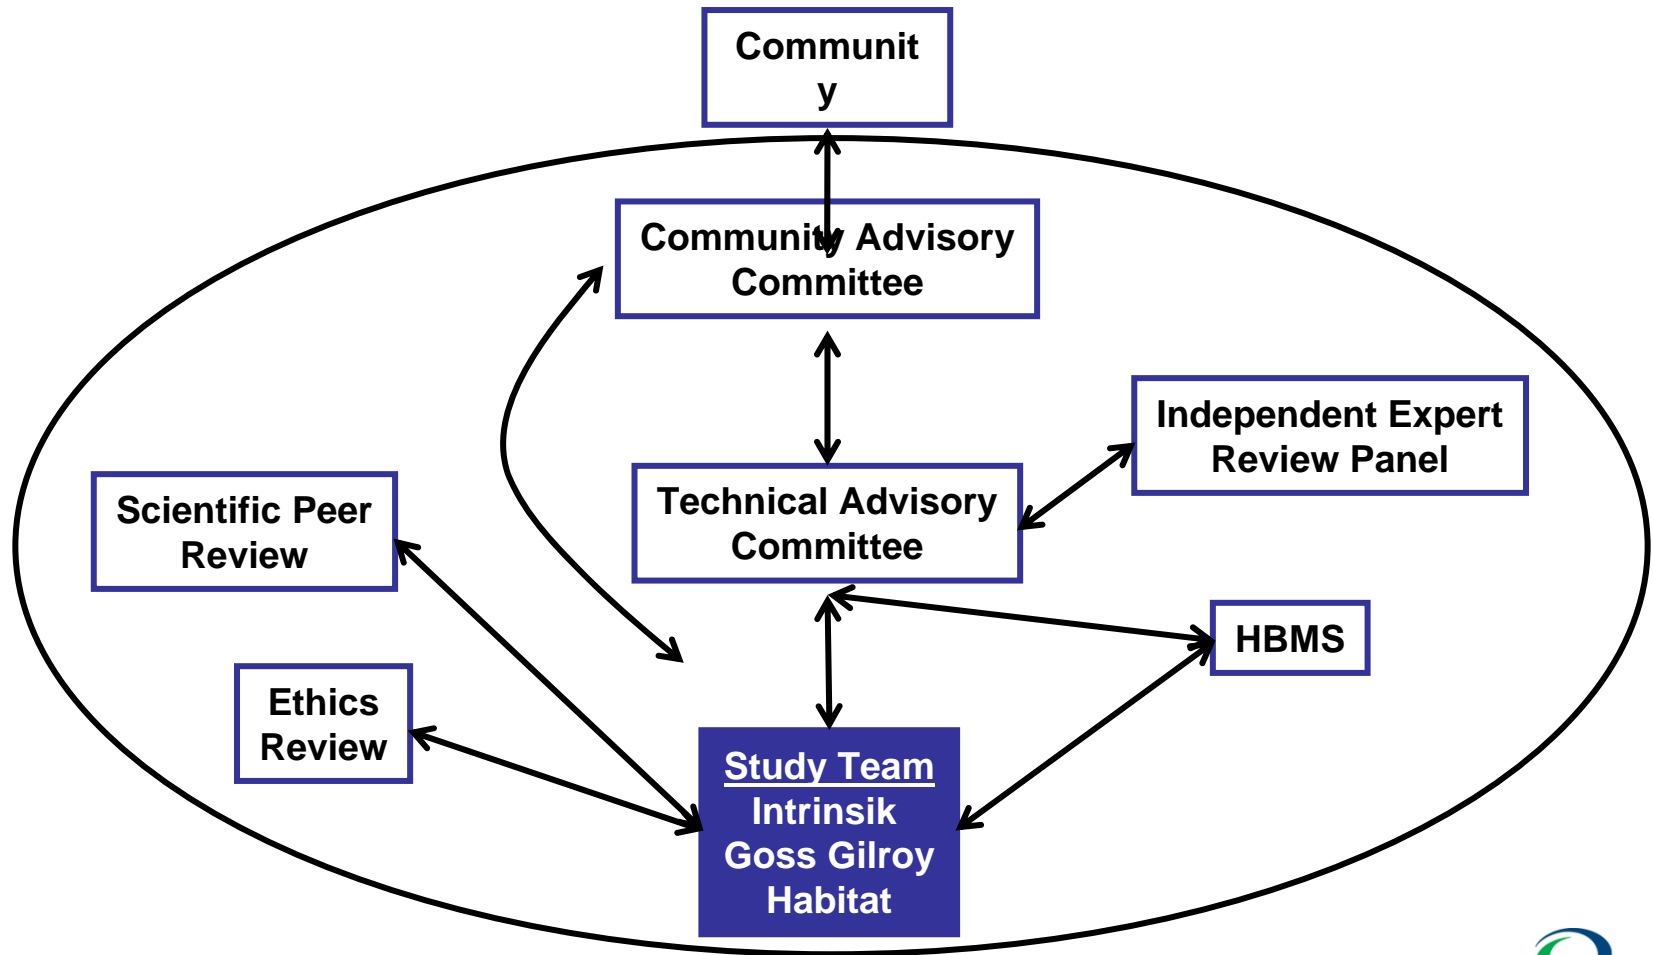 Communit
y
Community Advisory
Committee
Independent Expert
Review Panel
Technical Advisory
Committee
Scientific Peer
Review
HBMS
Ethics
Review
Study Team
Intrinsik
Goss Gilroy
Habitat